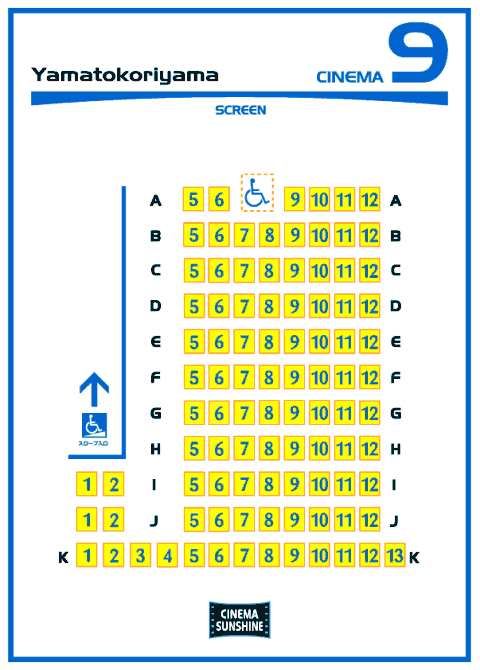 Yamatokoriyama CINEMA 9
SCREEN
A 5 6 9 10 11 12 A
B 5 6 7 8 9 10 11 12 B
C 5 6 7 8 9 10 11 12 C
D 5 6 7 8 9 10 11 12 D
E 5 6 7 8 9 10 11 12 E
F 5 6 7 8 9 10 11 12 F
G 5 6 7 8 9 10 11 12 G
スロープ入口
H 5 6 7 8 9 10 11 12 H
1 2 I 5 6 7 8 9 10 11 12 I
1 2 J 5 6 7 8 9 10 11 12 J
K 1 2 3 4 5 6 7 8 9 10 11 12 13 K
CINEMA
SUNSHINE